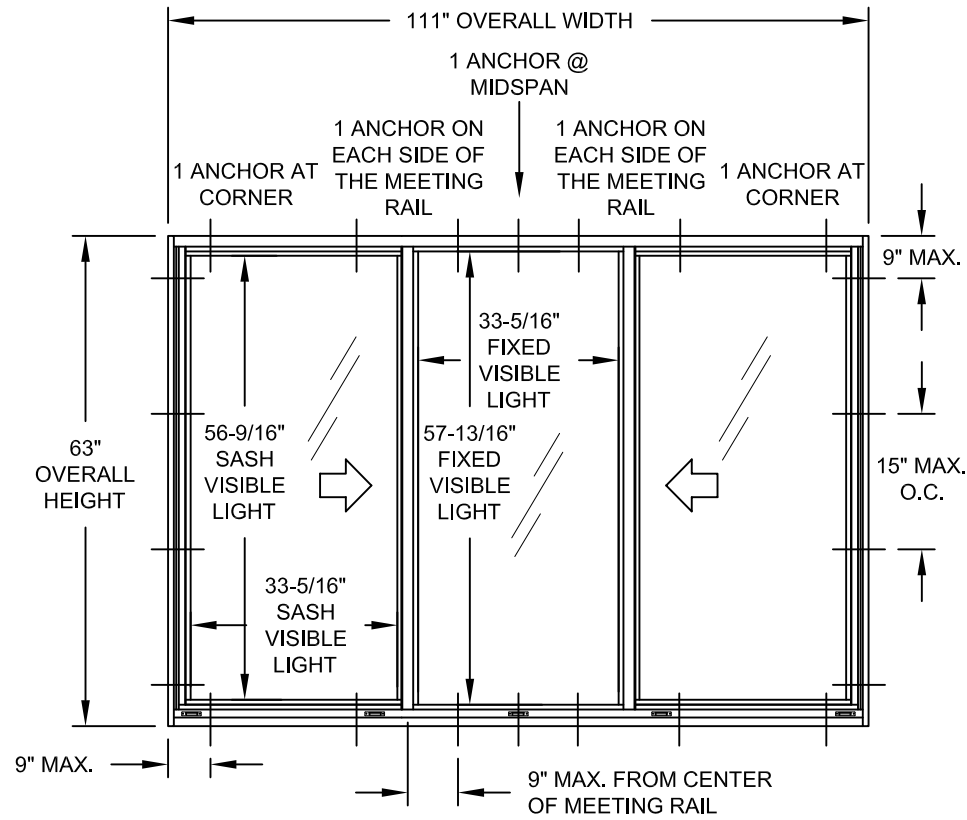 111" OVERALL WIDTH
1 ANCHOR @
MIDSPAN
1 ANCHOR AT
CORNER
1 ANCHOR ON
EACH SIDE OF
THE MEETING
RAIL
1 ANCHOR ON
EACH SIDE OF
THE MEETING
RAIL
1 ANCHOR AT
CORNER
9" MAX.
33-5/16"
FIXED
VISIBLE
LIGHT
63"
OVERALL
HEIGHT
56-9/16"
SASH
VISIBLE
LIGHT
57-13/16"
FIXED
VISIBLE
LIGHT
15" MAX.
O.C.
33-5/16"
SASH
VISIBLE
LIGHT
9" MAX.
9" MAX. FROM CENTER
OF MEETING RAIL